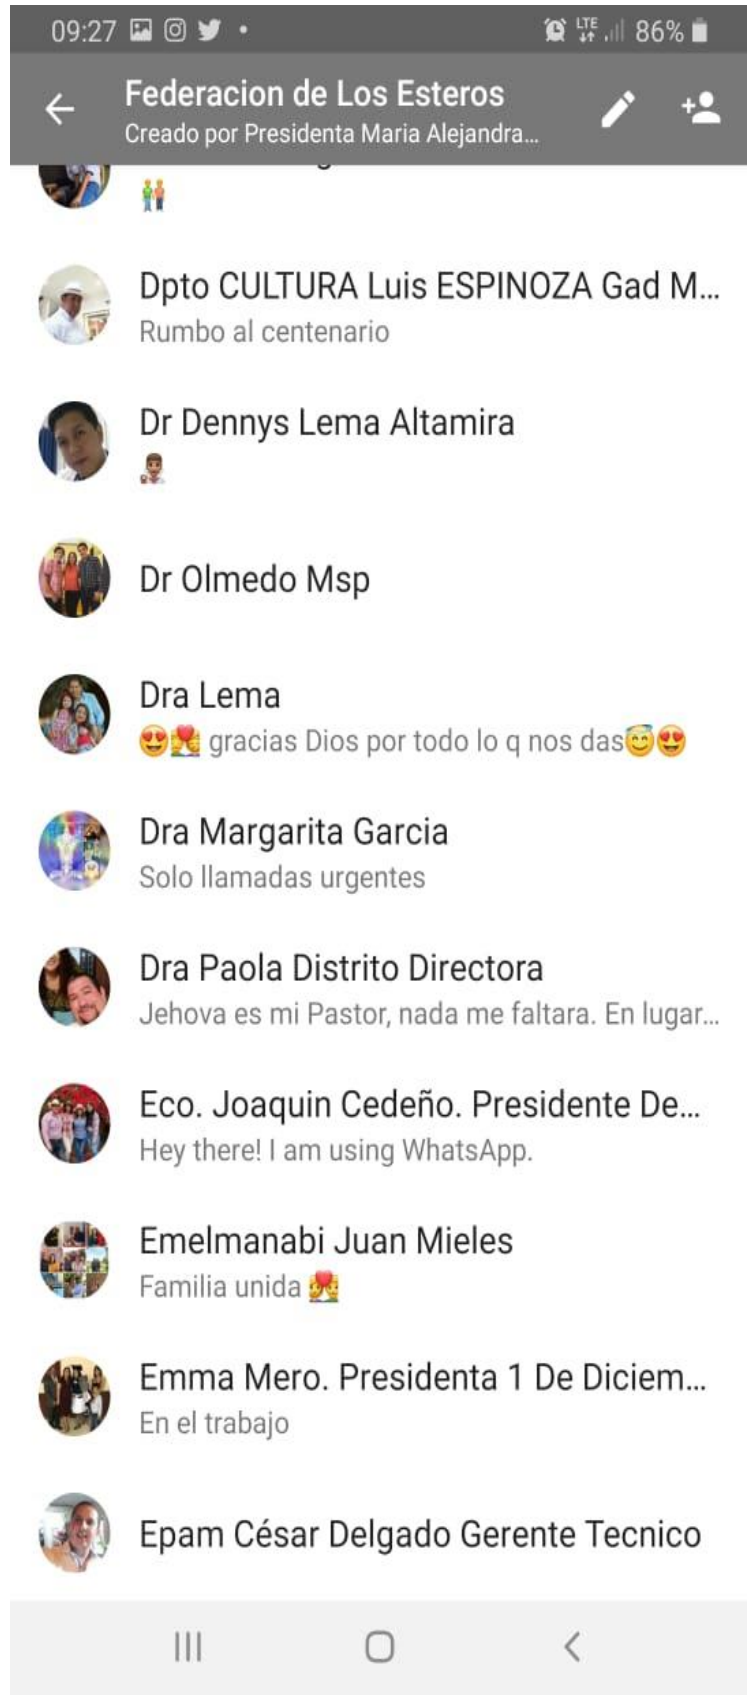 09:27
LTE
86%
Federacion de Los Esteros
Creado por Presidenta Maria Alejandra...
Dpto CULTURA Luis ESPINOZA Gad M...
Rumbo al centenario
Dr Dennys Lema Altamira
Dr Olmedo Msp
Dra Lema
😍💏 gracias Dios por todo lo q nos das😇😍
Dra Margarita Garcia
Solo llamadas urgentes
Dra Paola Distrito Directora
Jehova es mi Pastor, nada me faltara. En lugar...
Eco. Joaquin Cedeño. Presidente De...
Hey there! I am using WhatsApp.
Emelmanabi Juan Mieles
Familia unida 💏
Emma Mero. Presidenta 1 De Diciem...
En el trabajo
Epam César Delgado Gerente Tecnico